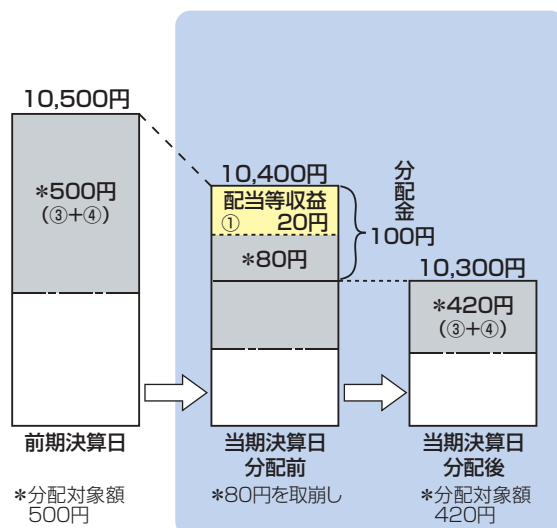 10,500円
*500円
(③+④)
前期決算日
*分配対象額
500円
10,400円
配当等収益
① 20円
*80円
分配金
100円
当期決算日
分配前
*80円を取崩し
10,300円
*420円
(③+④)
当期決算日
分配後
*分配対象額
420円